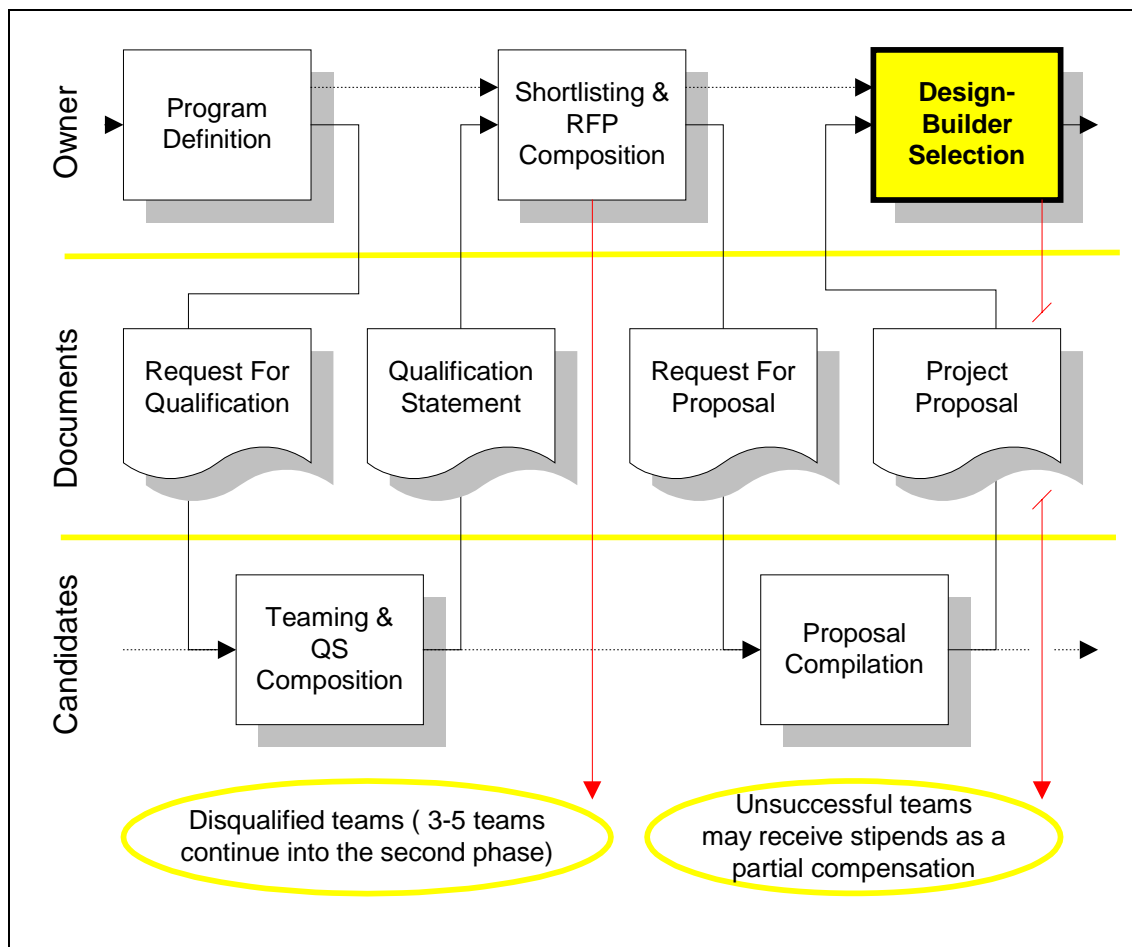 Owner
Program
Definition
Shortlisting &
RFP
Composition
Design-
Builder
Selection
Documents
Request For
Qualification
Qualification
Statement
Request For
Proposal
Project
Proposal
Candidates
Teaming &
QS
Composition
Proposal
Compilation
Disqualified teams ( 3-5 teams
continue into the second phase)
Unsuccessful teams
may receive stipends as a
partial compensation